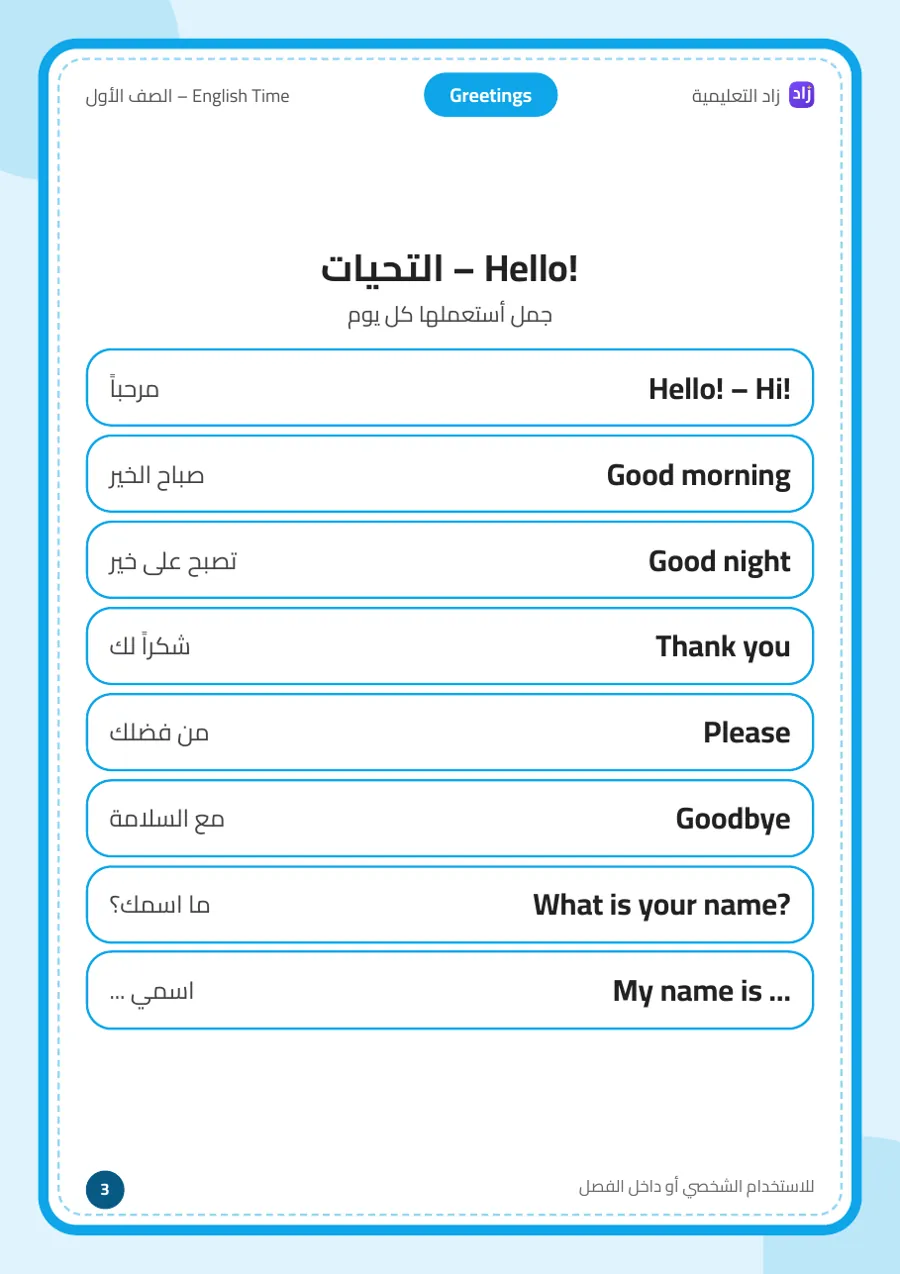 زاد زاد التعليمية
Greetings
English Time – الصف الأول
Hello! – التحيات
جمل أستعملها كل يوم
Hello! – Hi! مرحباً
Good morning صباح الخير
Good night تصبح على خير
Thank you شكراً لك
Please من فضلك
Goodbye مع السلامة
What is your name? ما اسمك؟
My name is ... اسمي ...
للاستخدام الشخصي أو داخل الفصل
3